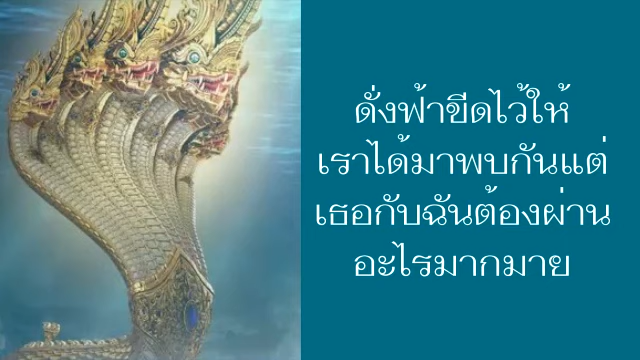 ดั่งฟ้าขีดไว้ให้
เราได้มาพบกันแต่
เธอกับฉันต้องผ่าน
อะไรมากมาย